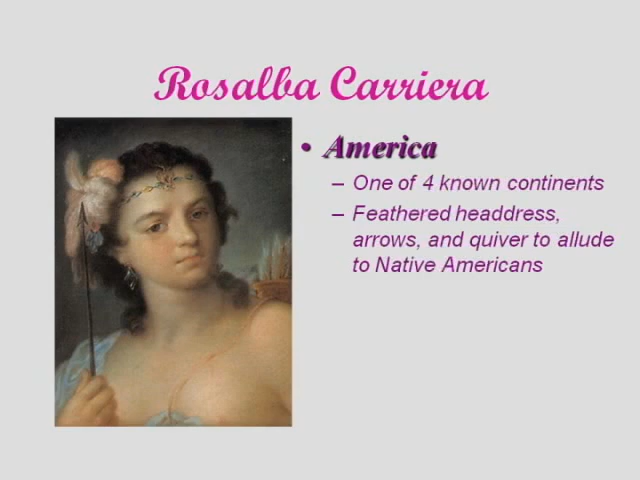 Rosalba Carriera
• America
– One of 4 known continents
– Feathered headdress,
arrows, and quiver to allude
to Native Americans